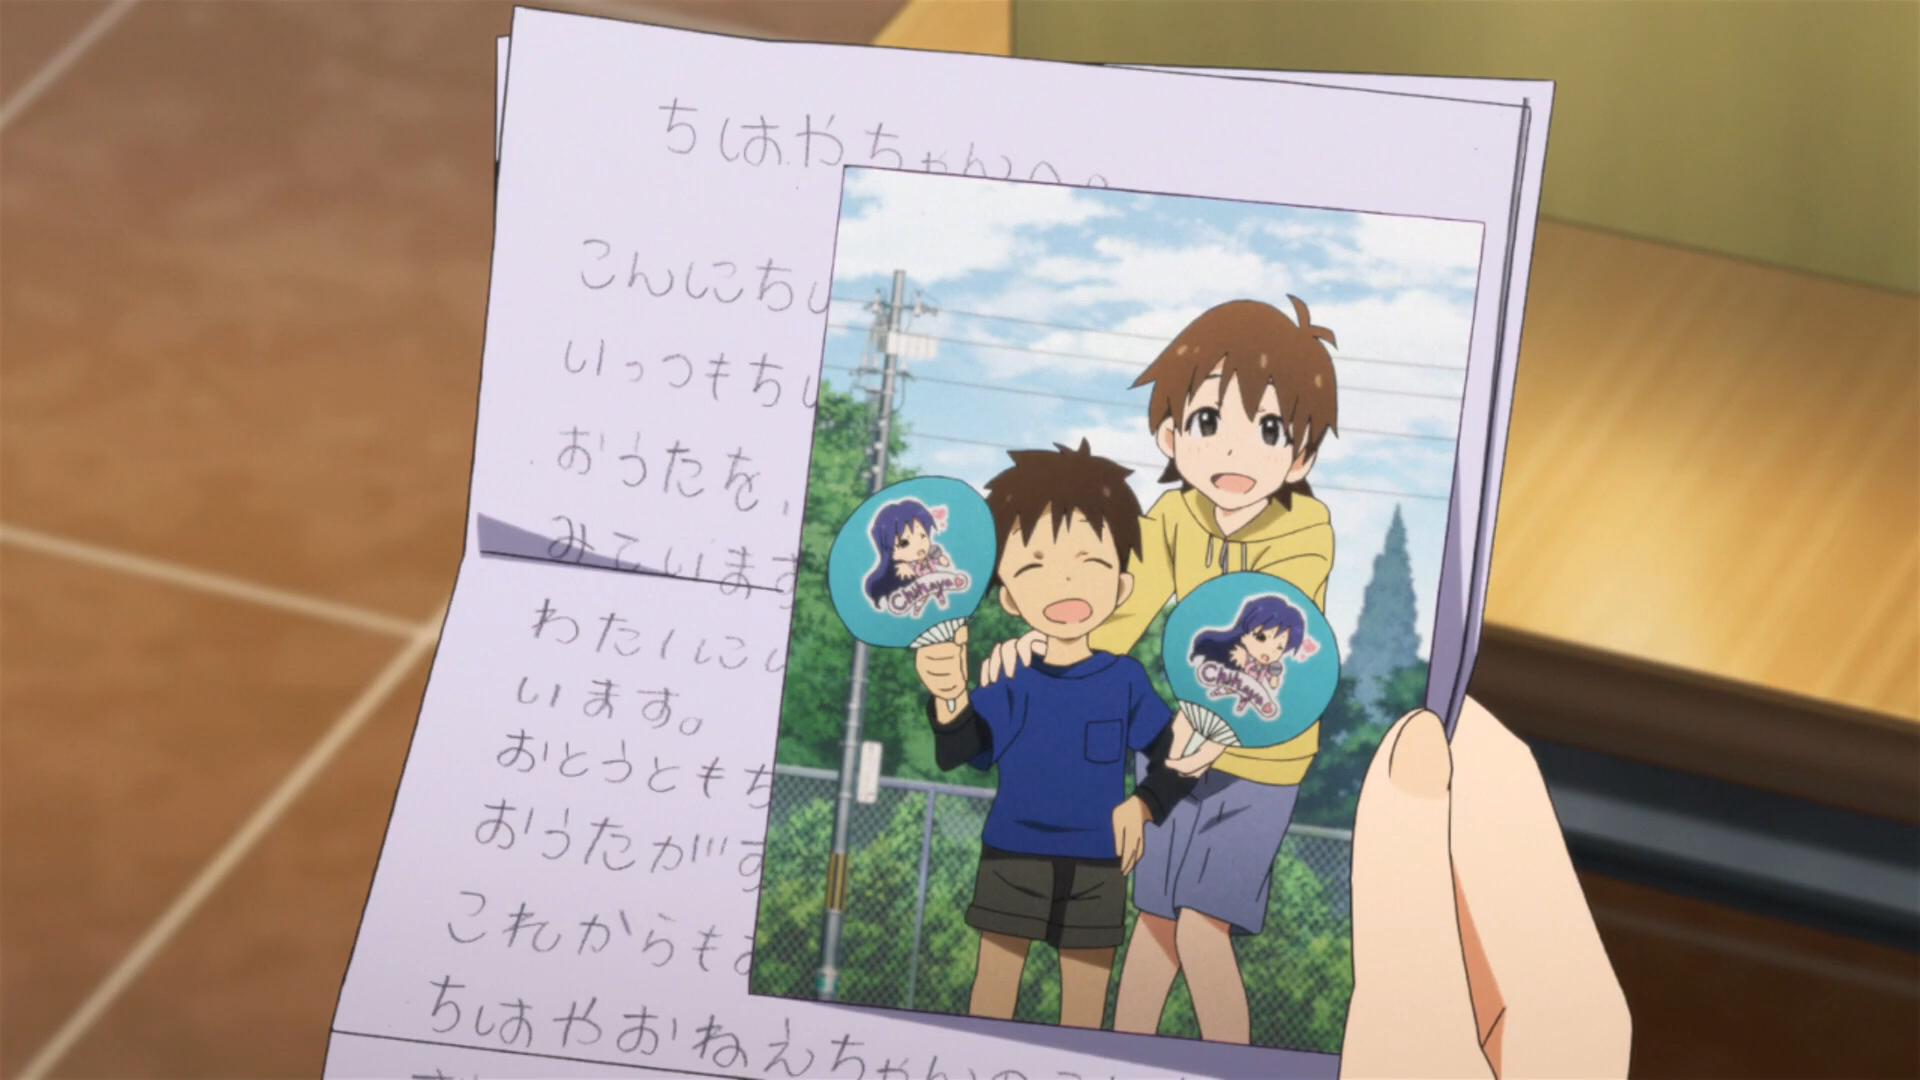 ちはやちゃんへ。
こんにち
いっつもち
おうたを、
みています
わたしに
います。
おとうともち
おうたがす
これからもお
ちはやおねえちゃんの
Chihaya
Chihaya